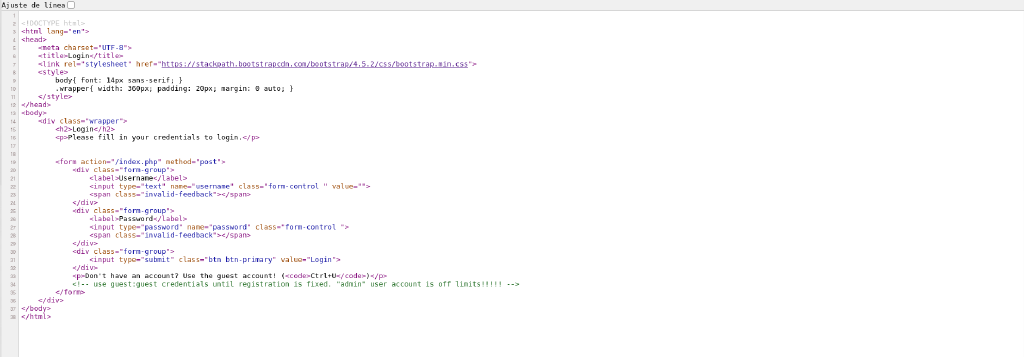 Ajuste de línea
1
2 <!DOCTYPE html>
3 <html lang="en">
4 <head>
5     <meta charset="UTF-8">
6     <title>Login</title>
7     <link rel="stylesheet" href="https://stackpath.bootstrapcdn.com/bootstrap/4.5.2/css/bootstrap.min.css">
8     <style>
9         body{ font: 14px sans-serif; }
10         .wrapper{ width: 360px; padding: 20px; margin: 0 auto; }
11     </style>
12 </head>
13 <body>
14     <div class="wrapper">
15         <h2>Login</h2>
16         <p>Please fill in your credentials to login.</p>
17
18
19         <form action="/index.php" method="post">
20             <div class="form-group">
21                 <label>Username</label>
22                 <input type="text" name="username" class="form-control " value="">
23                 <span class="invalid-feedback"></span>
24             </div>
25             <div class="form-group">
26                 <label>Password</label>
27                 <input type="password" name="password" class="form-control ">
28                 <span class="invalid-feedback"></span>
29             </div>
30             <div class="form-group">
31                 <input type="submit" class="btn btn-primary" value="Login">
32             </div>
33             <p>Don't have an account? Use the guest account! (<code>Ctrl+U</code>)</p>
34             <!-- use guest:guest credentials until registration is fixed. "admin" user account is off limits!!!!! -->
35         </form>
36     </div>
37 </body>
38 </html>